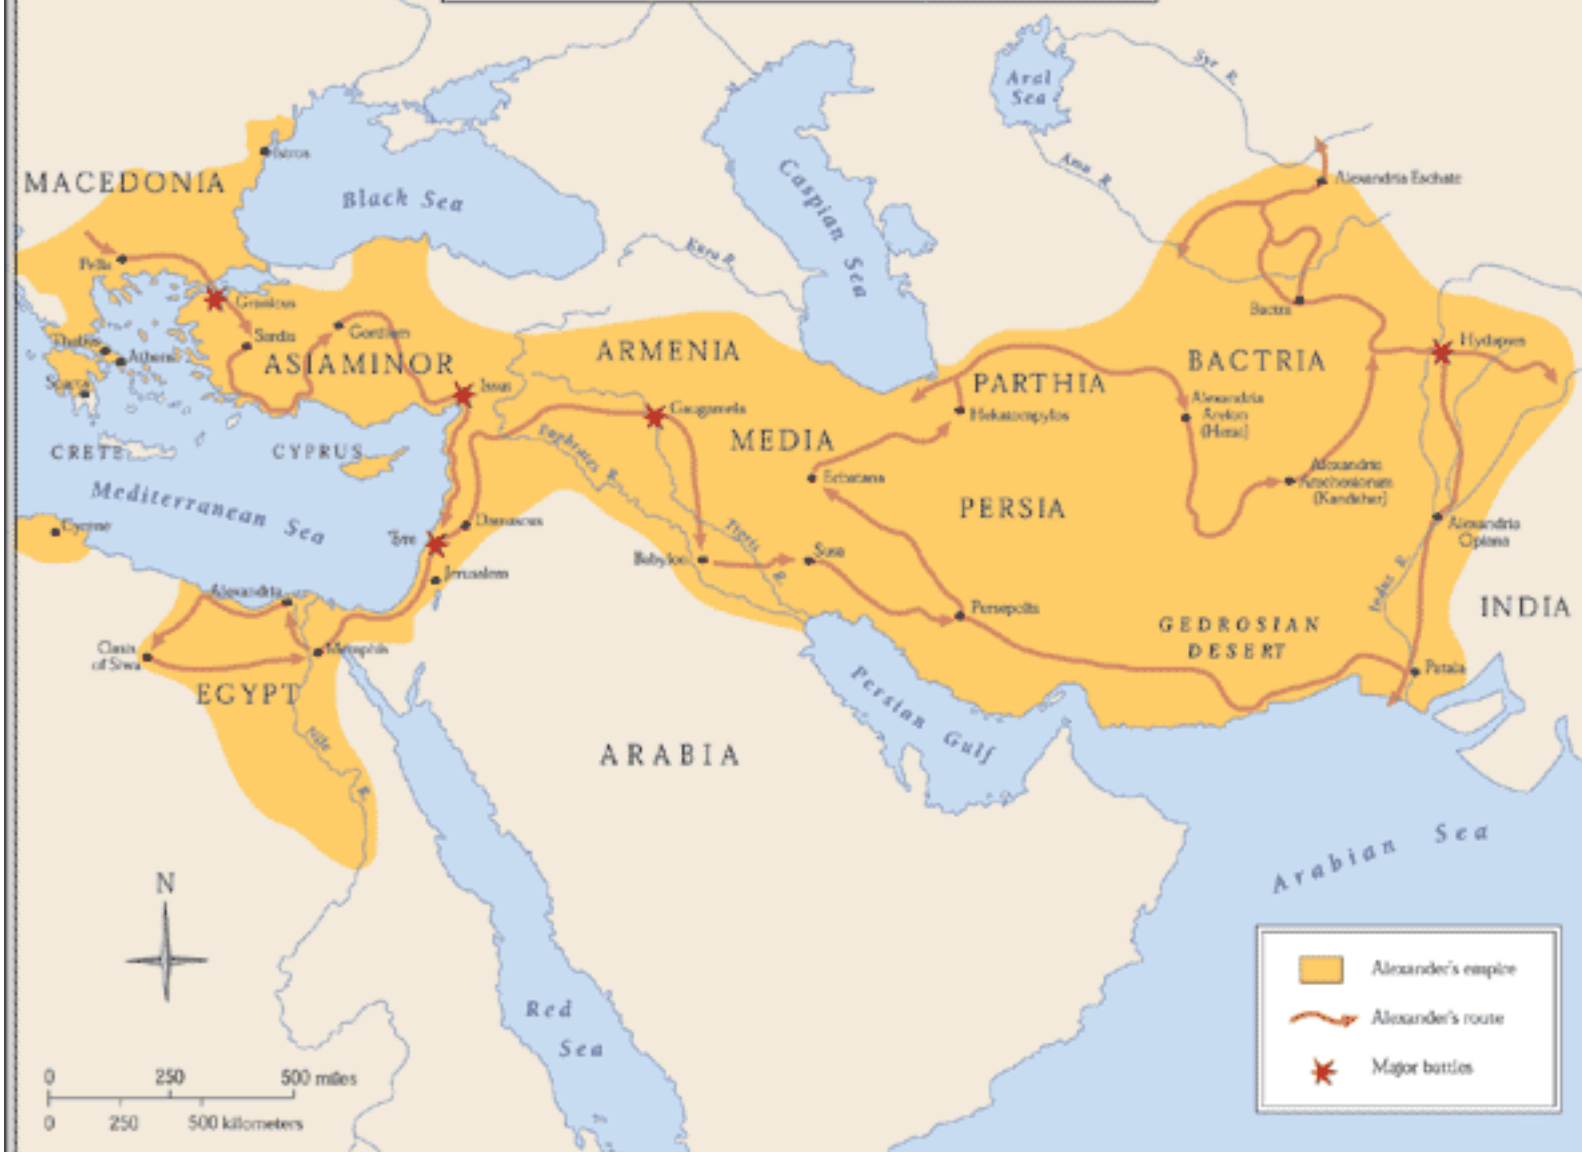 Aral
Sea
Syr R.
Amu R.
Istros
MACEDONIA
Black Sea
Caspian Sea
Kura R.
Alexandria Eschate
Pella
Granicus
Sardis
Gordium
Thebes
Athens
Sparta
ASIA MINOR
Issus
ARMENIA
Gaugamela
MEDIA
PARTHIA
Hekatompylos
Bactra
BACTRIA
Hydaspes
Alexandria
Areion
(Herat)
CRETE
CYPRUS
Mediterranean Sea
Euphrates R.
Ecbatana
PERSIA
Alexandria
Arachosiorum
(Kandahar)
Cyrene
Tyre
Damascus
Jerusalem
Tigris R.
Babylon
Susa
Alexandria
Opiana
Indus R.
INDIA
Alexandria
Oasis
of Siwa
Memphis
EGYPT
Nile R.
Persepolis
GEDROSIAN
DESERT
Patala
Persian Gulf
ARABIA
Arabian Sea
Red
Sea
N
0 250 500 miles
0 250 500 kilometers
Alexander's empire
Alexander's route
Major battles